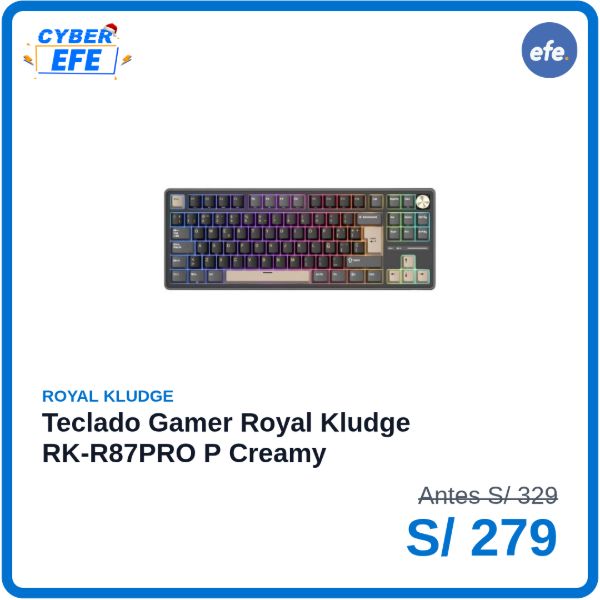 CYBER
EFE
efe.
ROYAL KLUDGE
Teclado Gamer Royal Kludge
RK-R87PRO P Creamy
Antes S/ 329
S/ 279